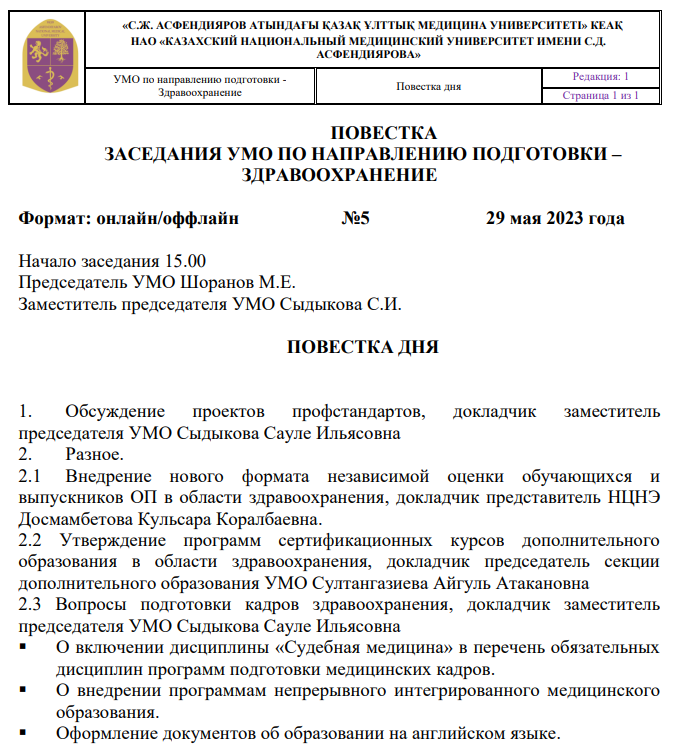 «С.Ж. АСФЕНДИЯРОВ АТЫНДАҒЫ ҚАЗАҚ ҰЛТТЫҚ МЕДИЦИНА УНИВЕРСИТЕТІ» КЕАҚ
НАО «КАЗАХСКИЙ НАЦИОНАЛЬНЫЙ МЕДИЦИНСКИЙ УНИВЕРСИТЕТ ИМЕНИ С.Д.
АСФЕНДИЯРОВА»
УМО по направлению подготовки -
Здравоохранение
Повестка дня
Редакция: 1
Страница 1 из 1
ПОВЕСТКА
ЗАСЕДАНИЯ УМО ПО НАПРАВЛЕНИЮ ПОДГОТОВКИ –
ЗДРАВООХРАНЕНИЕ
Формат: онлайн/оффлайн №5 29 мая 2023 года
Начало заседания 15.00
Председатель УМО Шоранов М.Е.
Заместитель председателя УМО Сыдыкова С.И.
ПОВЕСТКА ДНЯ
1. Обсуждение проектов профстандартов, докладчик заместитель
председателя УМО Сыдыкова Сауле Ильясовна
2. Разное.
2.1 Внедрение нового формата независимой оценки обучающихся и
выпускников ОП в области здравоохранения, докладчик представитель НЦНЭ
Досмамбетова Кульсара Коралбаевна.
2.2 Утверждение программ сертификационных курсов дополнительного
образования в области здравоохранения, докладчик председатель секции
дополнительного образования УМО Султангазиева Айгуль Атакановна
2.3 Вопросы подготовки кадров здравоохранения, докладчик заместитель
председателя УМО Сыдыкова Сауле Ильясовна
▪ О включении дисциплины «Судебная медицина» в перечень обязательных
дисциплин программ подготовки медицинских кадров.
▪ О внедрении программам непрерывного интегрированного медицинского
образования.
▪ Оформление документов об образовании на английском языке.